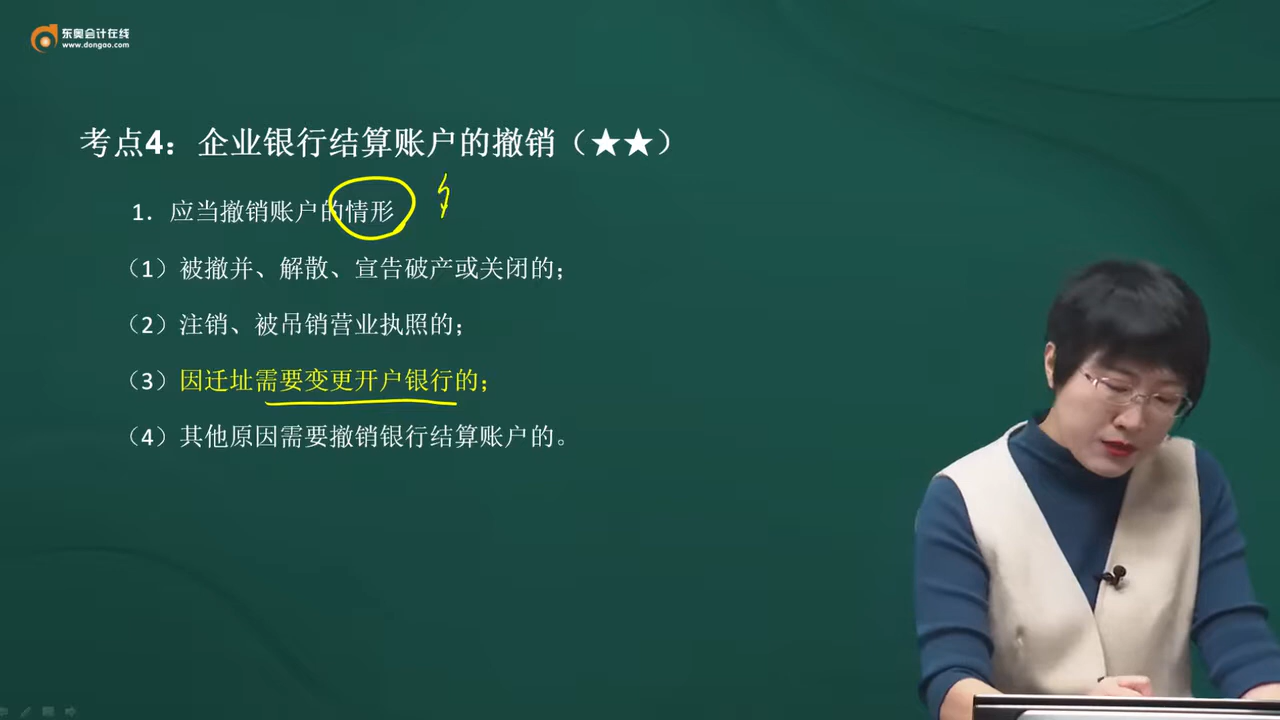 东奥会计在线
www.dongao.com
考点4：企业银行结算账户的撤销（★★）
1．应当撤销账户的情形
（1）被撤并、解散、宣告破产或关闭的；
（2）注销、被吊销营业执照的；
（3）因迁址需要变更开户银行的；
（4）其他原因需要撤销银行结算账户的。